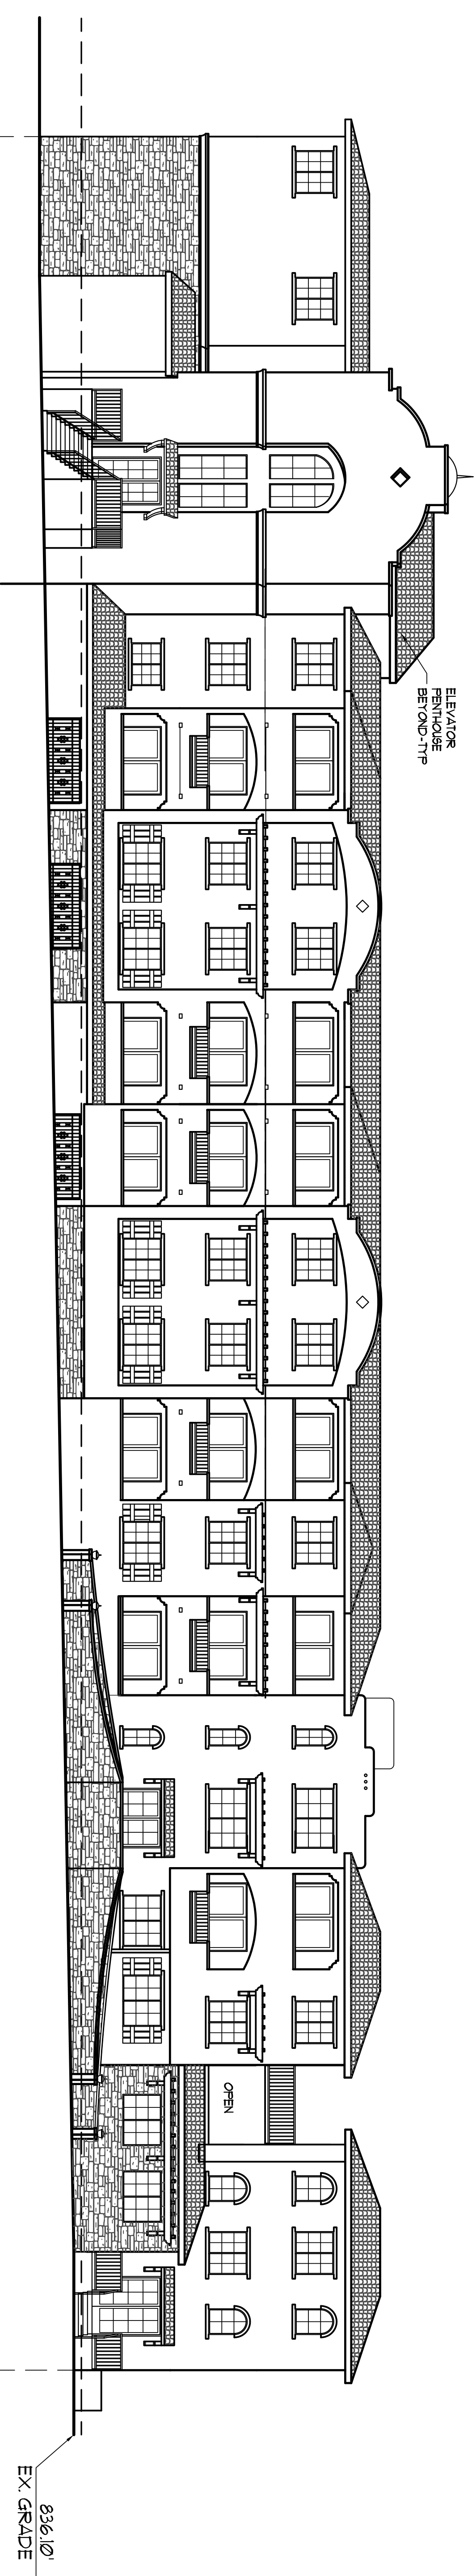 ELEVATOR
PENTHOUSE
BEYOND-TYP
OPEN
836.10'
EX. GRADE